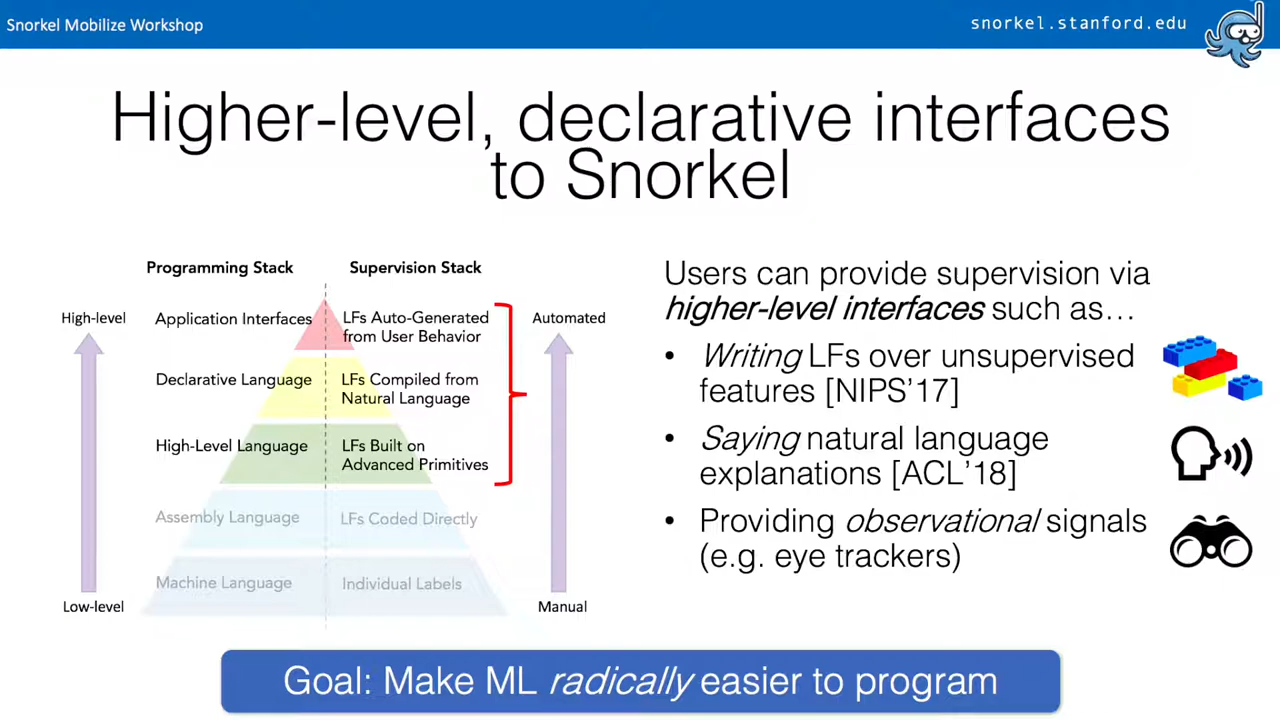 Snorkel Mobilize Workshop
snorkel.stanford.edu
Higher-level, declarative interfaces
to Snorkel
Programming Stack
Supervision Stack
High-level
Application Interfaces
LFs Auto-Generated
from User Behavior
Automated
Declarative Language
LFs Compiled from
Natural Language
High-Level Language
LFs Built on
Advanced Primitives
Assembly Language
LFs Coded Directly
Machine Language
Individual Labels
Low-level
Manual
Users can provide supervision via
higher-level interfaces such as…
• Writing LFs over unsupervised
features [NIPS'17]
• Saying natural language
explanations [ACL'18]
• Providing observational signals
(e.g. eye trackers)
Goal: Make ML radically easier to program